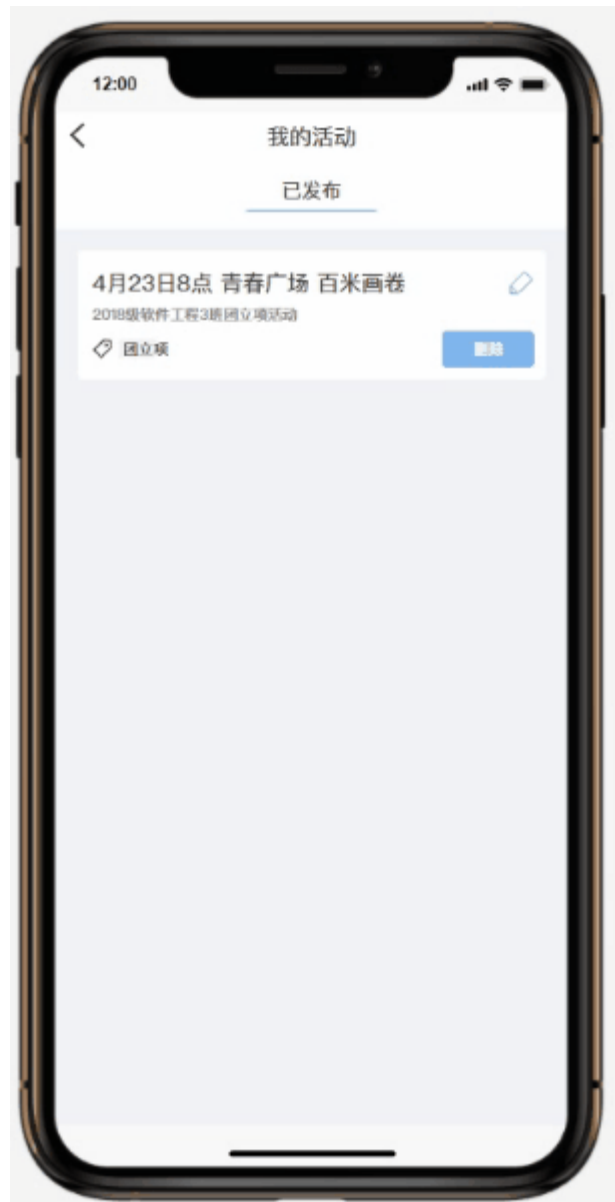 12:00
我的活动
已发布
4月23日8点 青春广场 百米画卷
2018级软件工程3班团立项活动
团立项
删除